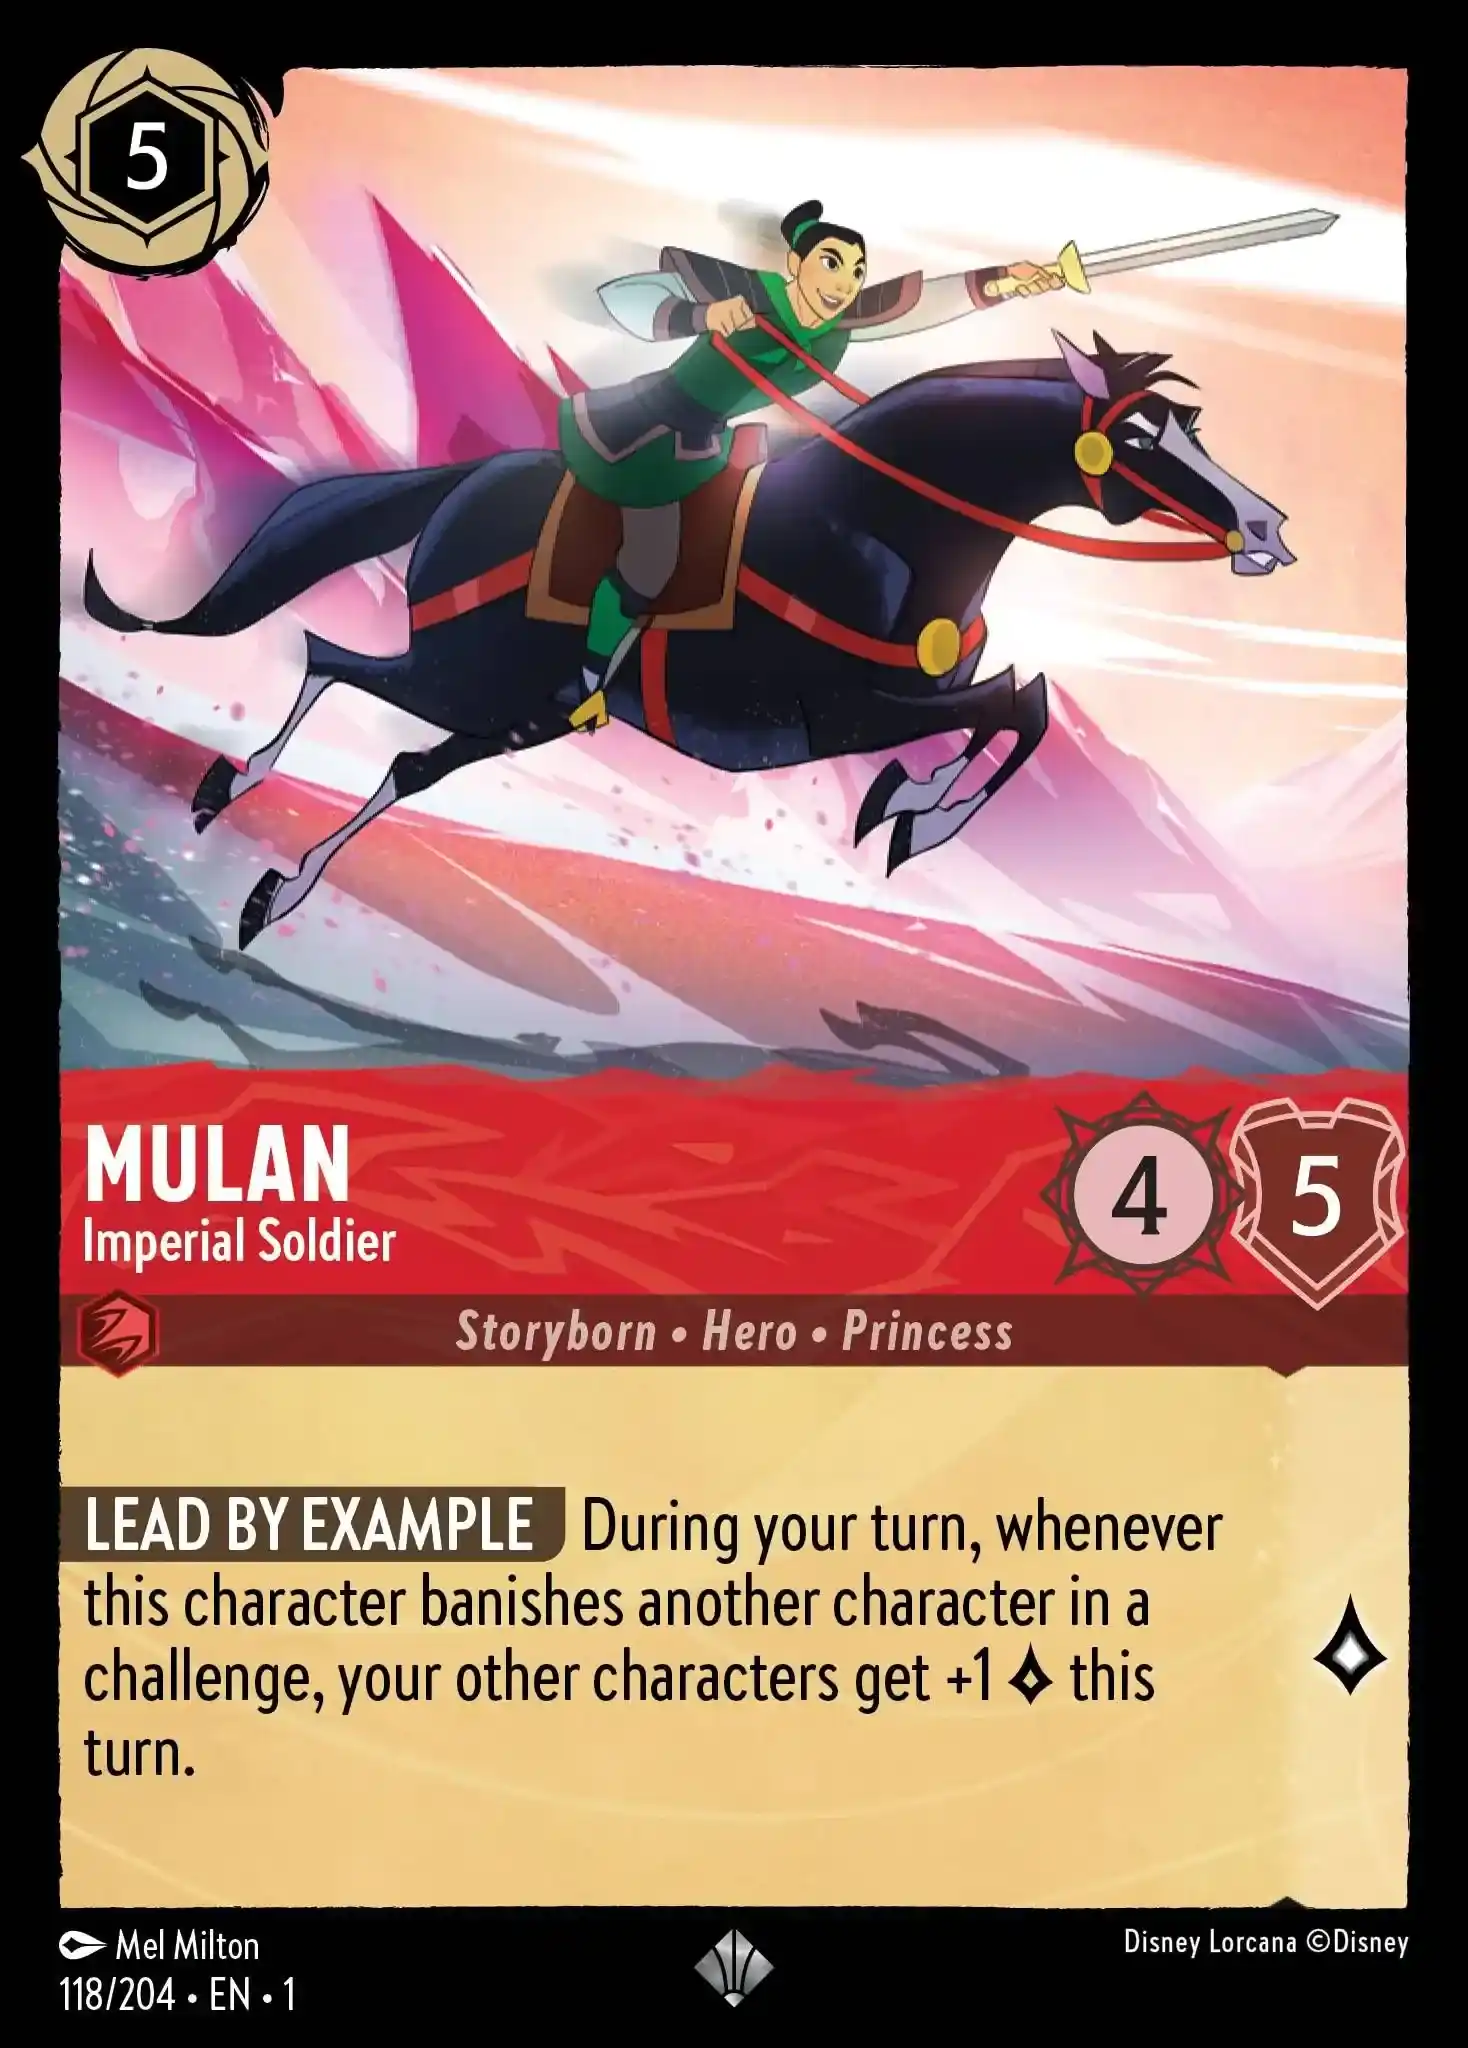 5
MULAN
Imperial Soldier
4
5
Storyborn • Hero • Princess
LEAD BY EXAMPLE During your turn, whenever
this character banishes another character in a
challenge, your other characters get +1 this
turn.
Mel Milton
118/204 • EN • 1
Disney Lorcana ©Disney